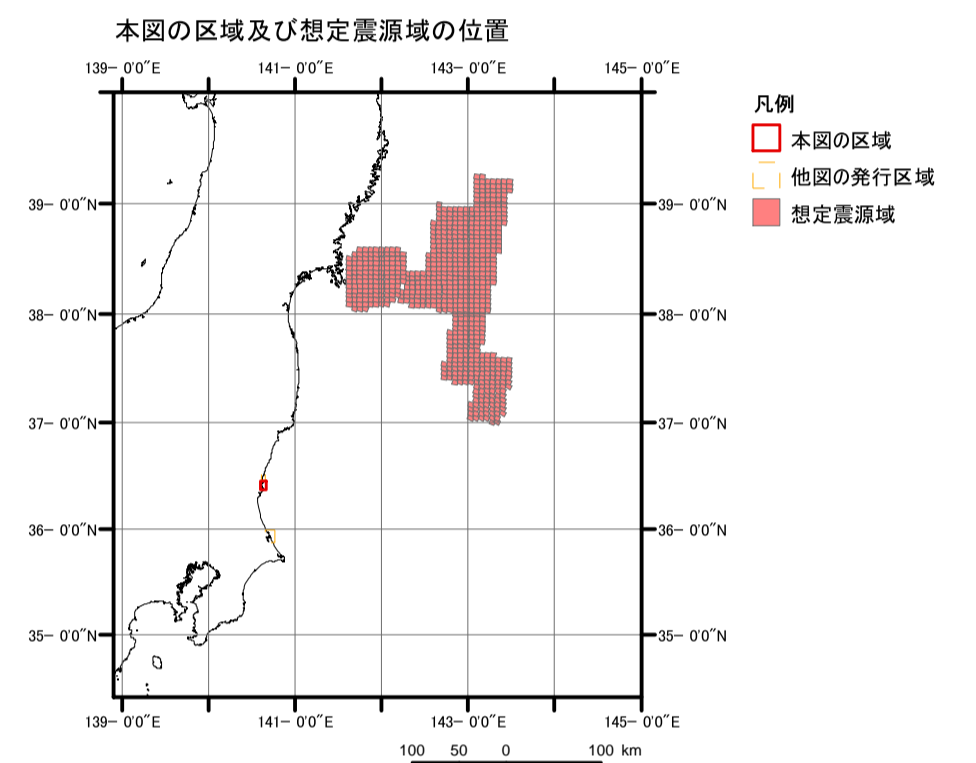 本図の区域及び想定震源域の位置
139− 0'0"E 141− 0'0"E 143− 0'0"E 145− 0'0"E
凡例
本図の区域
他図の発行区域
想定震源域
39− 0'0"N 39− 0'0"N
38− 0'0"N 38− 0'0"N
37− 0'0"N 37− 0'0"N
36− 0'0"N 36− 0'0"N
35− 0'0"N 35− 0'0"N
139− 0'0"E 141− 0'0"E 143− 0'0"E 145− 0'0"E
100 50 0 100 km